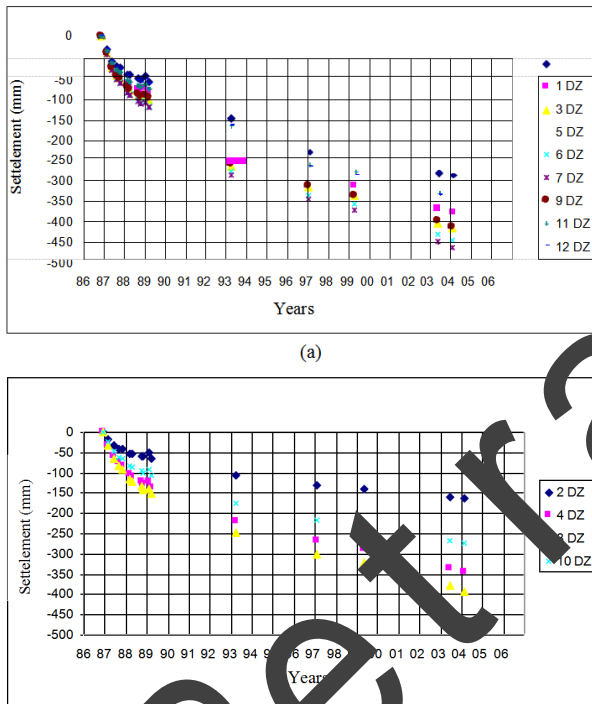 0
-50
-100
-150
-200
-250
-300
-350
-400
-450
-500
Settelement (mm)
86 87 88 89 90 91 92 93 94 95 96 97 98 99 00 01 02 03 04 05 06
Years
1 DZ
3 DZ
5 DZ
6 DZ
7 DZ
9 DZ
11 DZ
12 DZ
(a)
0
-50
-100
-150
-200
-250
-300
-350
-400
-450
-500
Settelement (mm)
86 87 88 89 90 91 92 93 94 95 96 97 98 99 00 01 02 03 04 05 06
Years
2 DZ
4 DZ
DZ
10 DZ